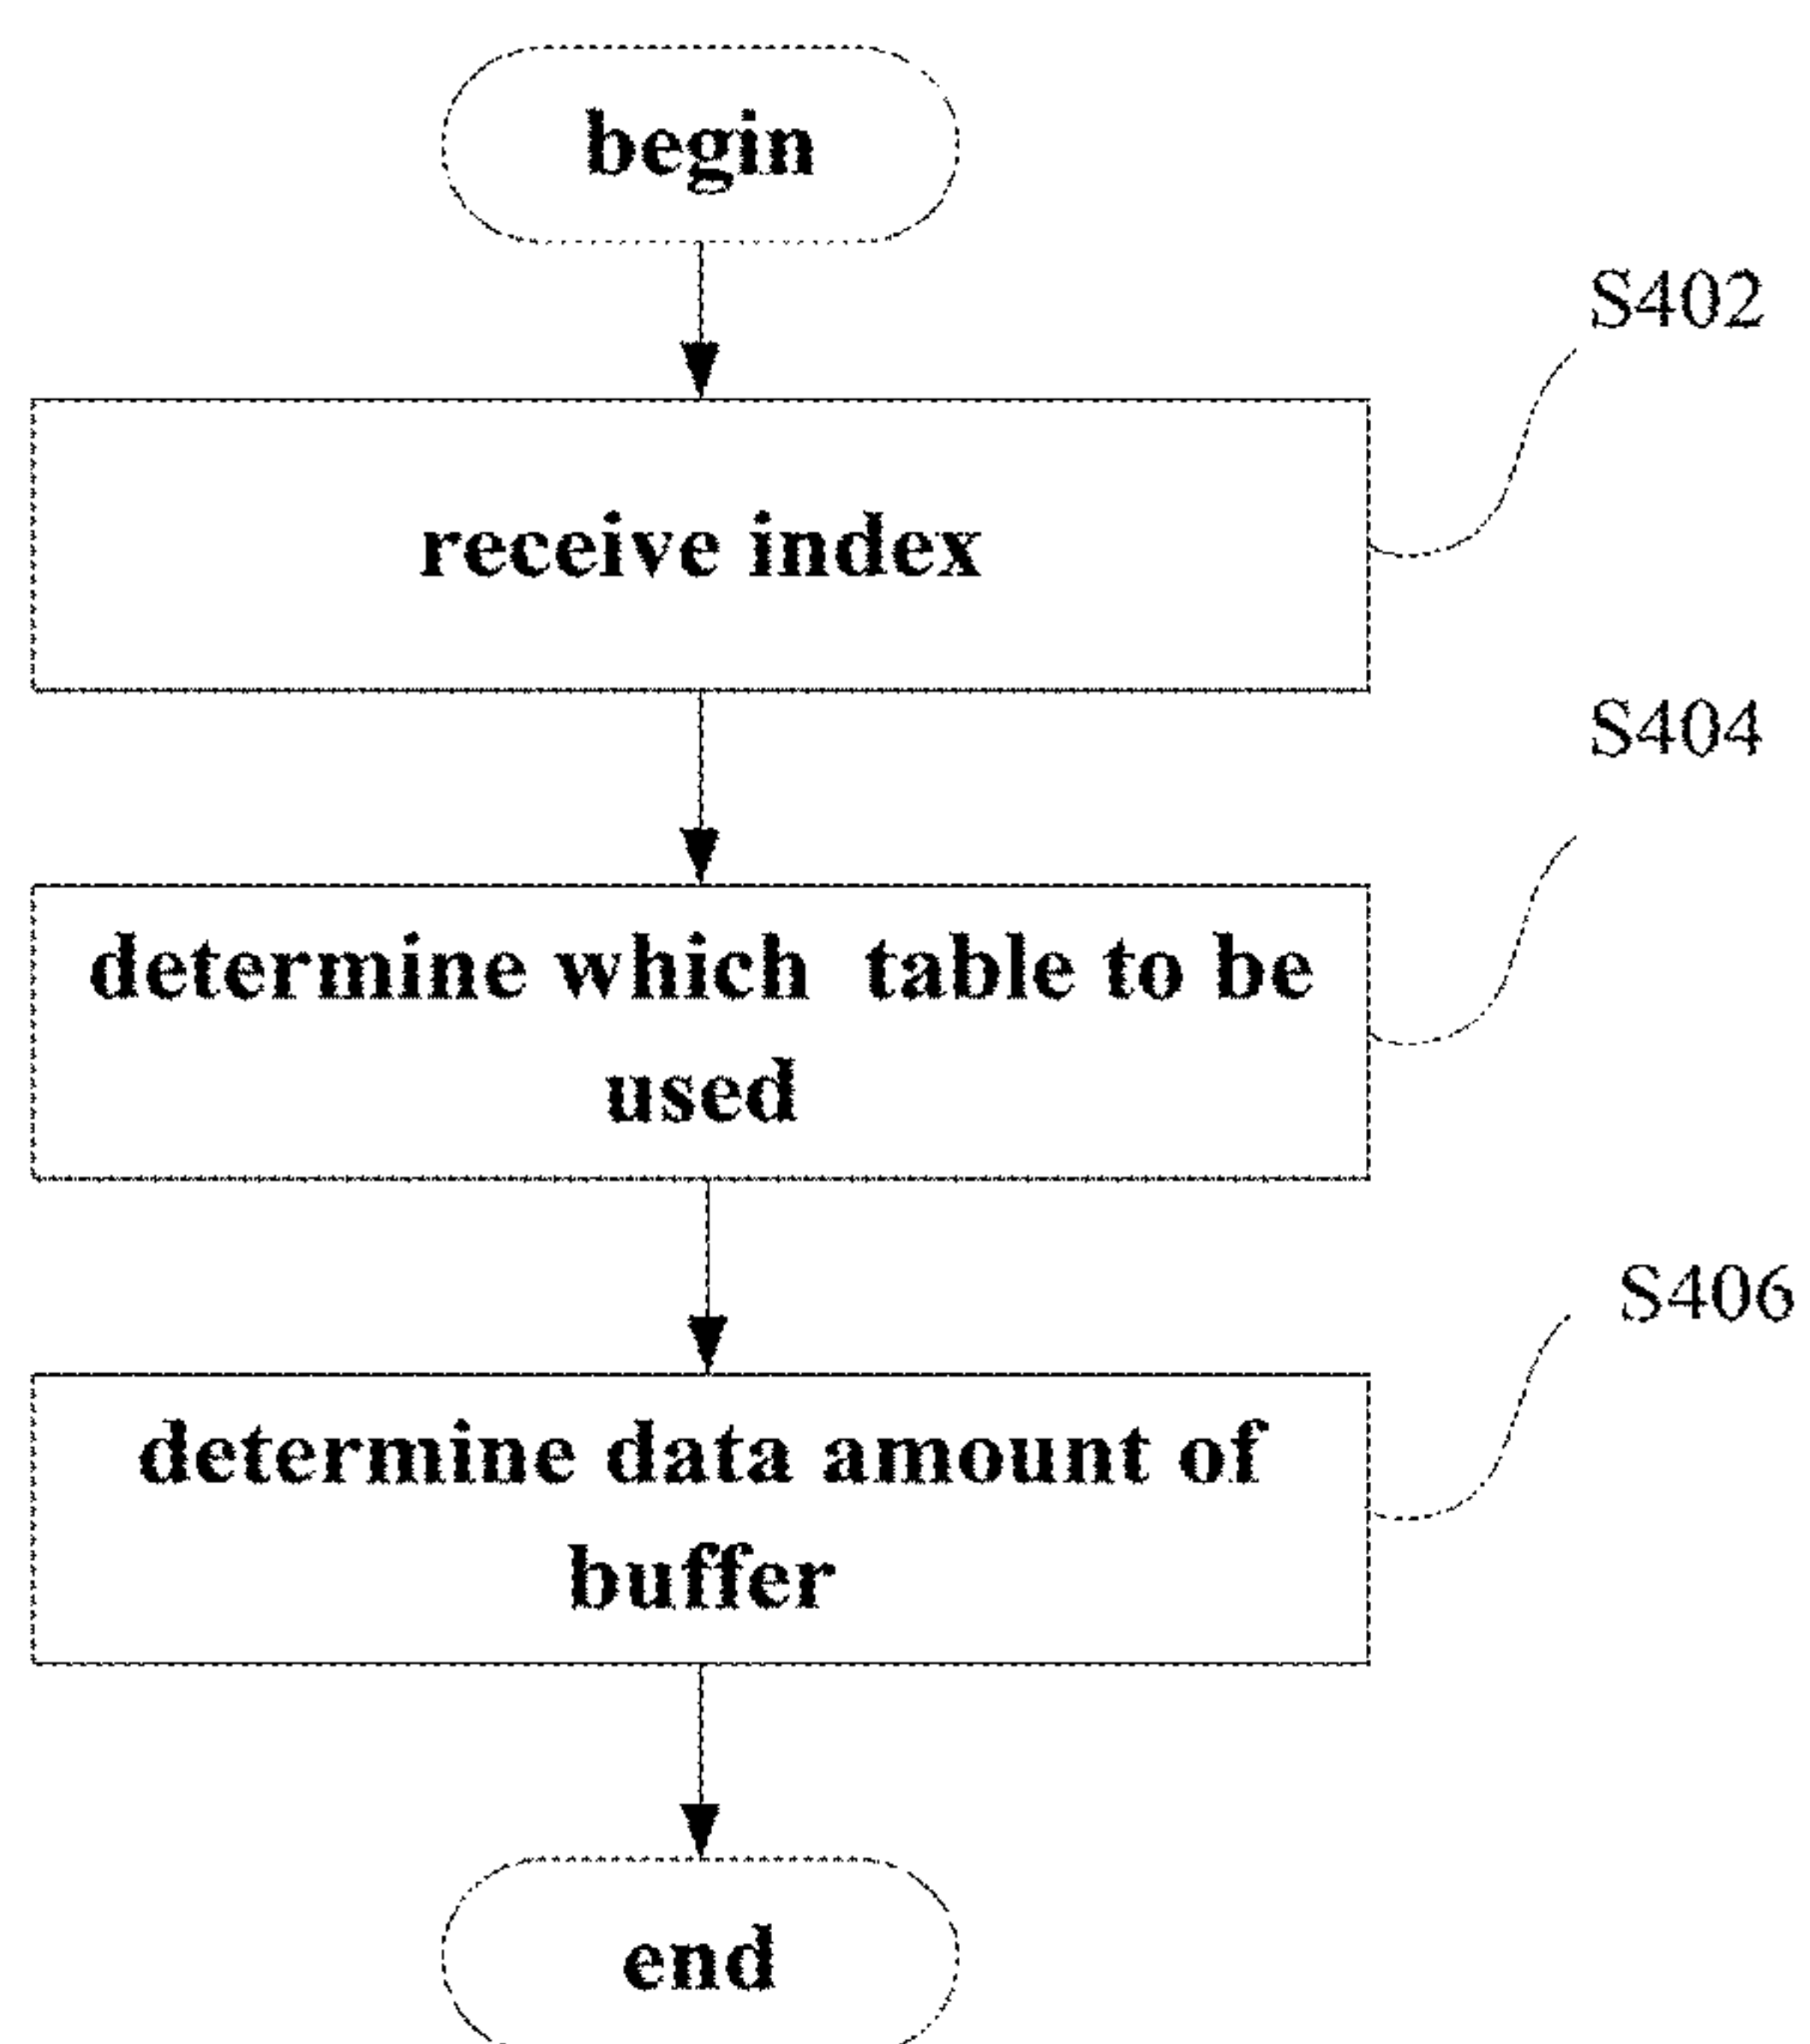 begin
S402
receive index
S404
determine which table to be
used
S406
determine data amount of
buffer
end